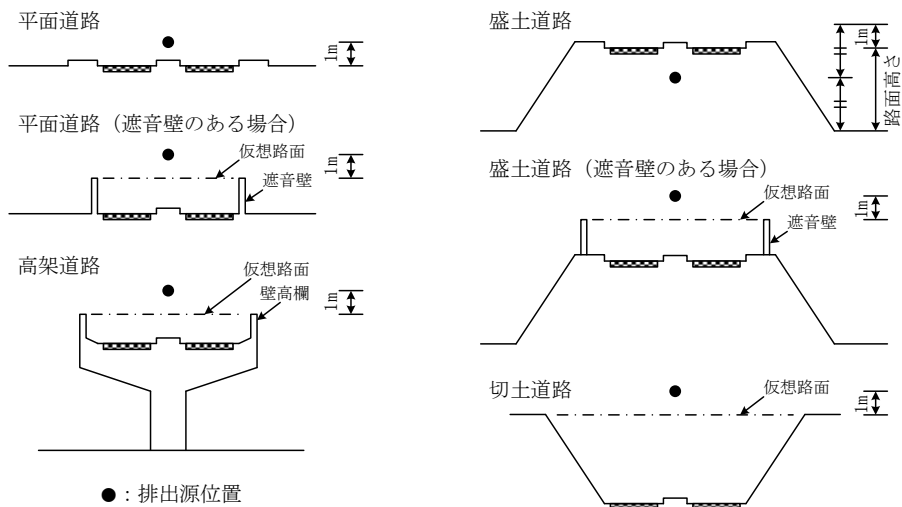 平面道路
1m
平面道路（遮音壁のある場合）
仮想路面
遮音壁
1m
高架道路
仮想路面
壁高欄
1m
●：排出源位置
盛土道路
1m
路面高さ
盛土道路（遮音壁のある場合）
仮想路面
遮音壁
1m
切土道路
仮想路面
1m